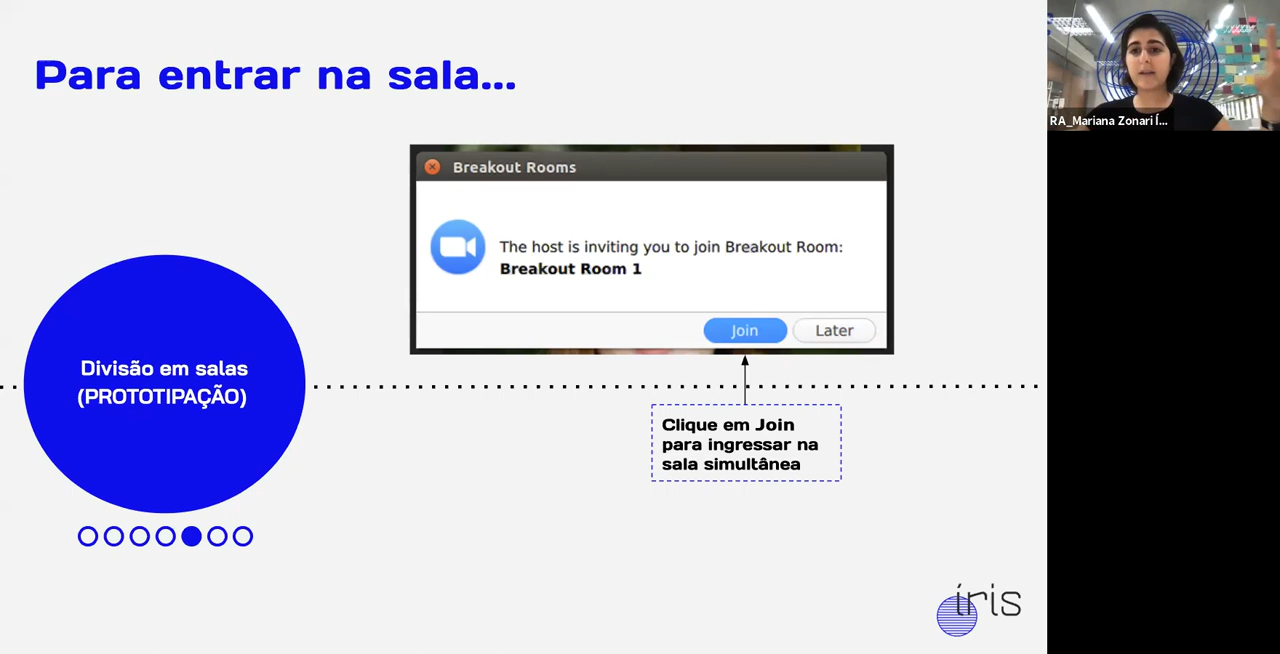 Para entrar na sala...
RA_Mariana Zonari Í...
Breakout Rooms
The host is inviting you to join Breakout Room:
Breakout Room 1
Join
Later
Divisão em salas
(PROTOTIPAÇÃO)
Clique em Join
para ingressar na
sala simultânea
íris